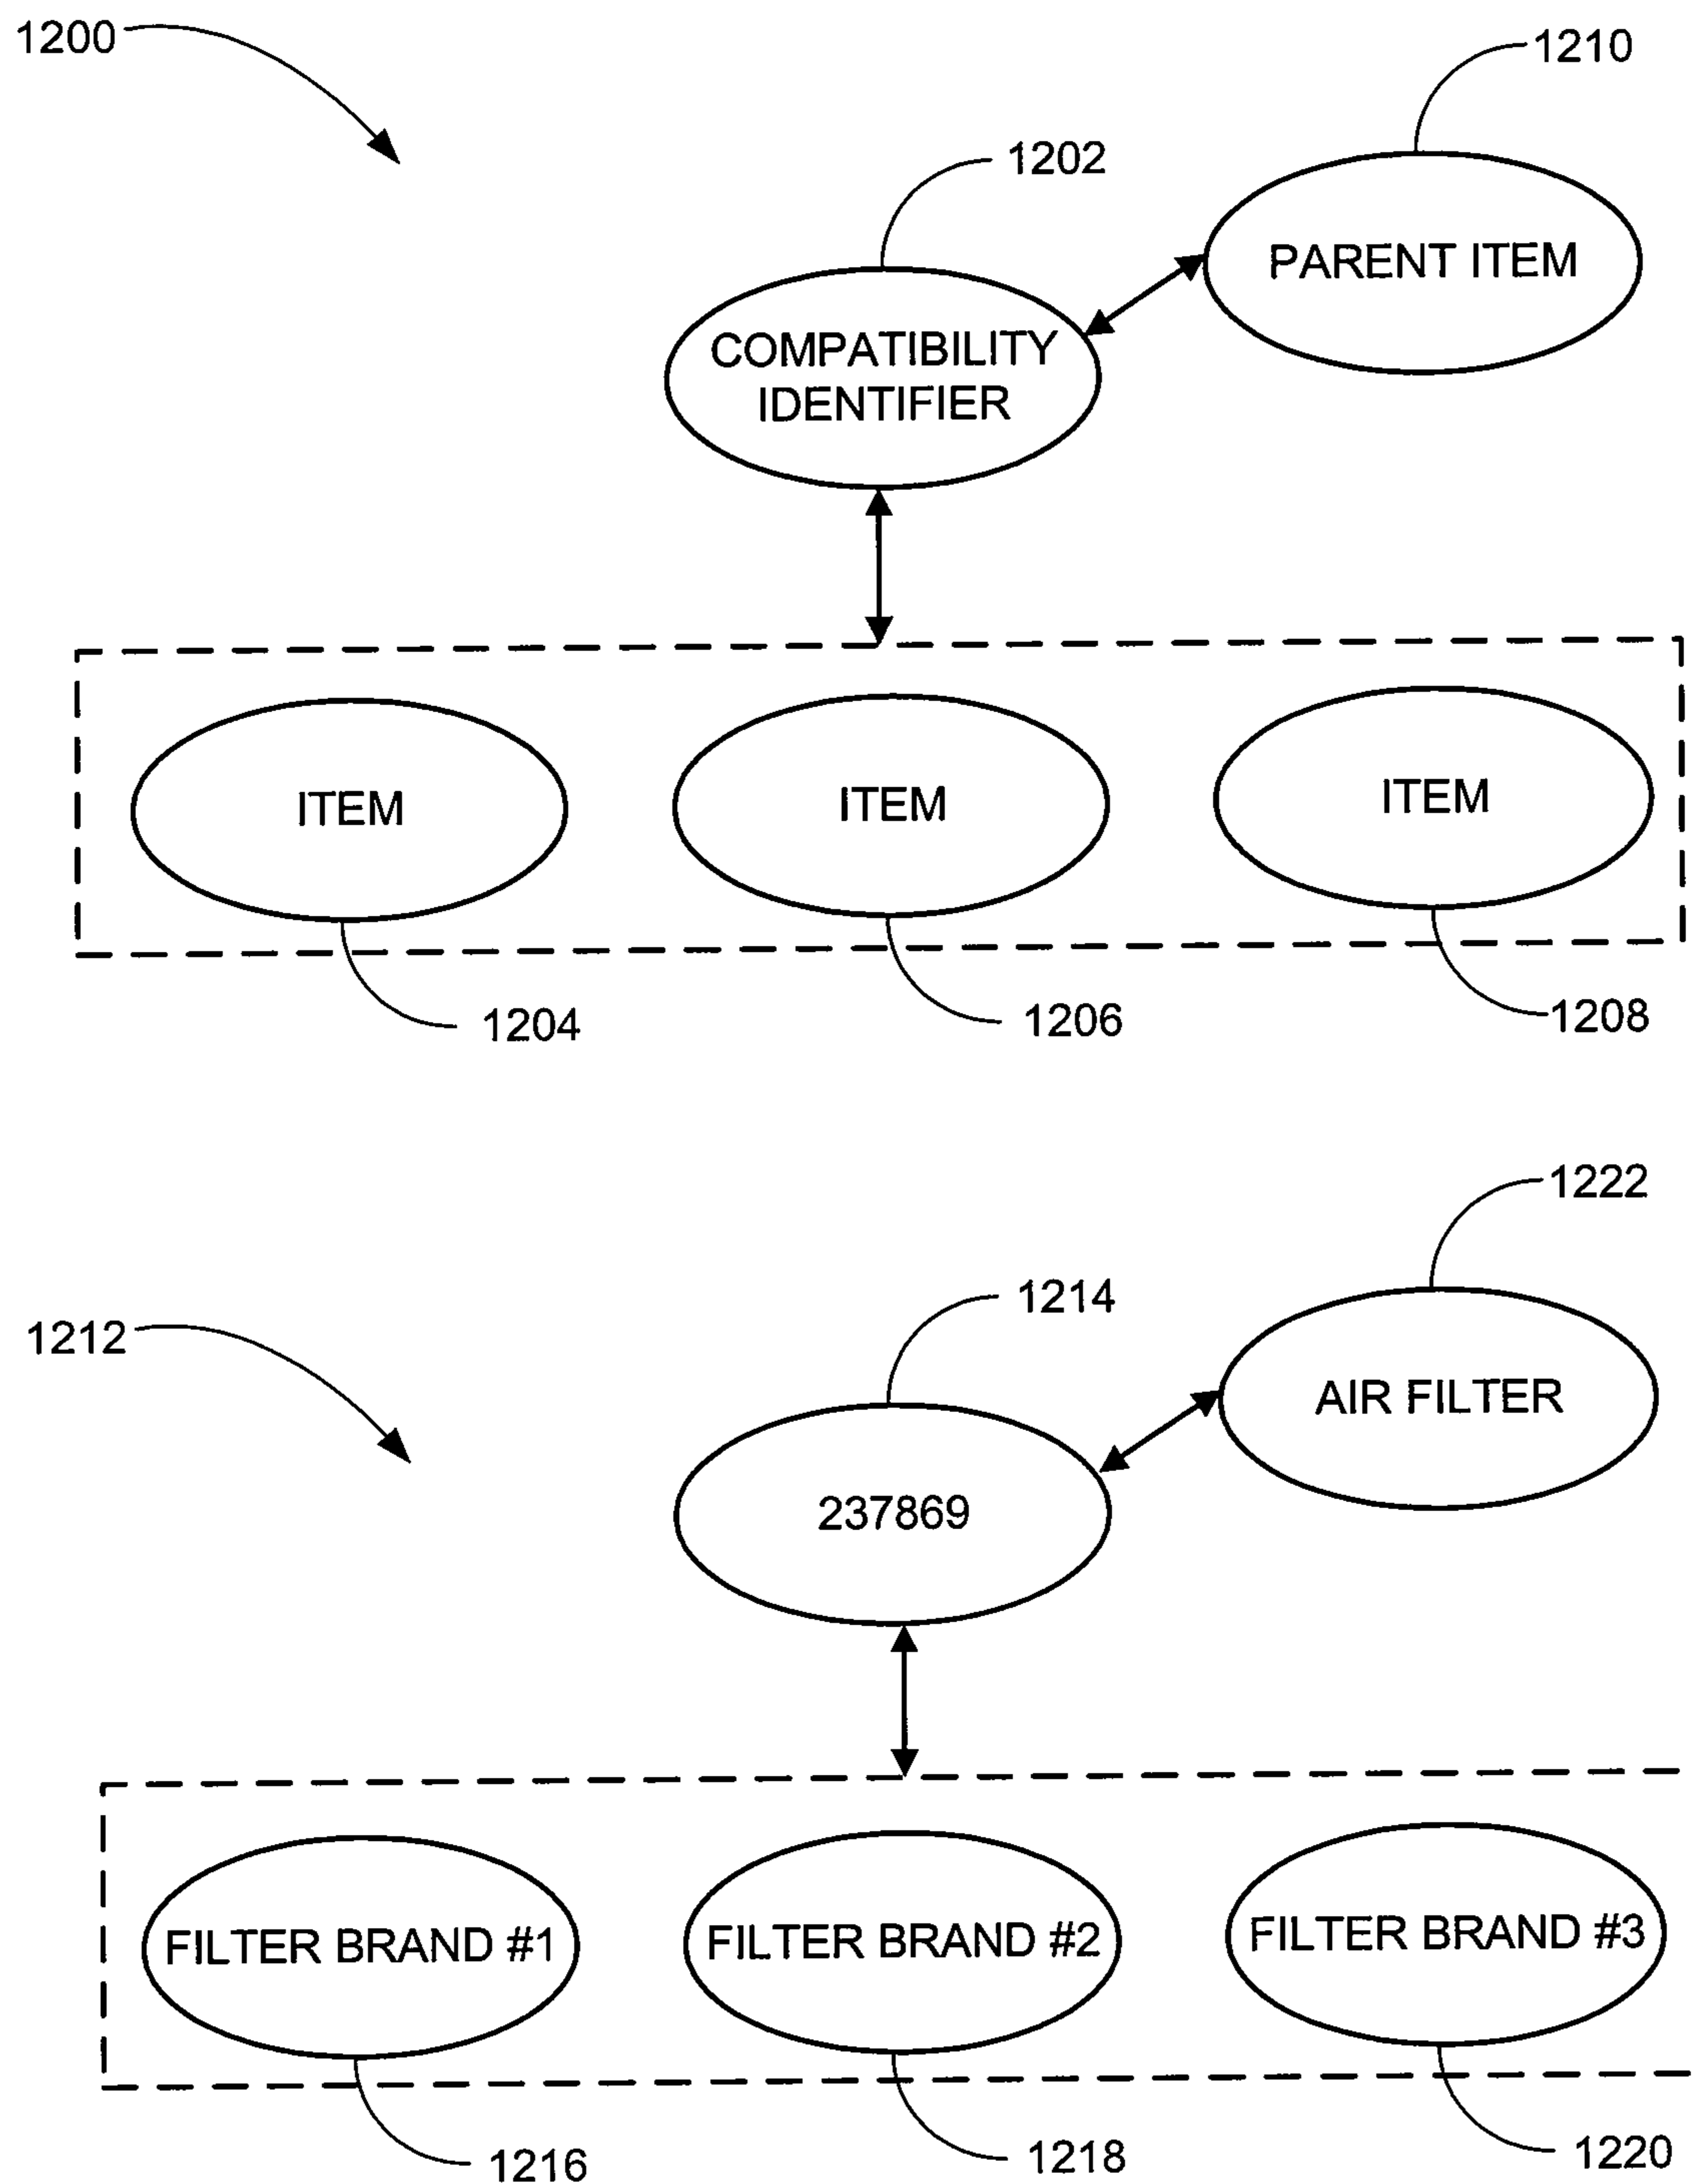 1200
1210
1202
PARENT ITEM
COMPATIBILITY
IDENTIFIER
ITEM
ITEM
ITEM
1204
1206
1208
1222
1214
1212
AIR FILTER
237869
FILTER BRAND #1
FILTER BRAND #2
FILTER BRAND #3
1216
1218
1220